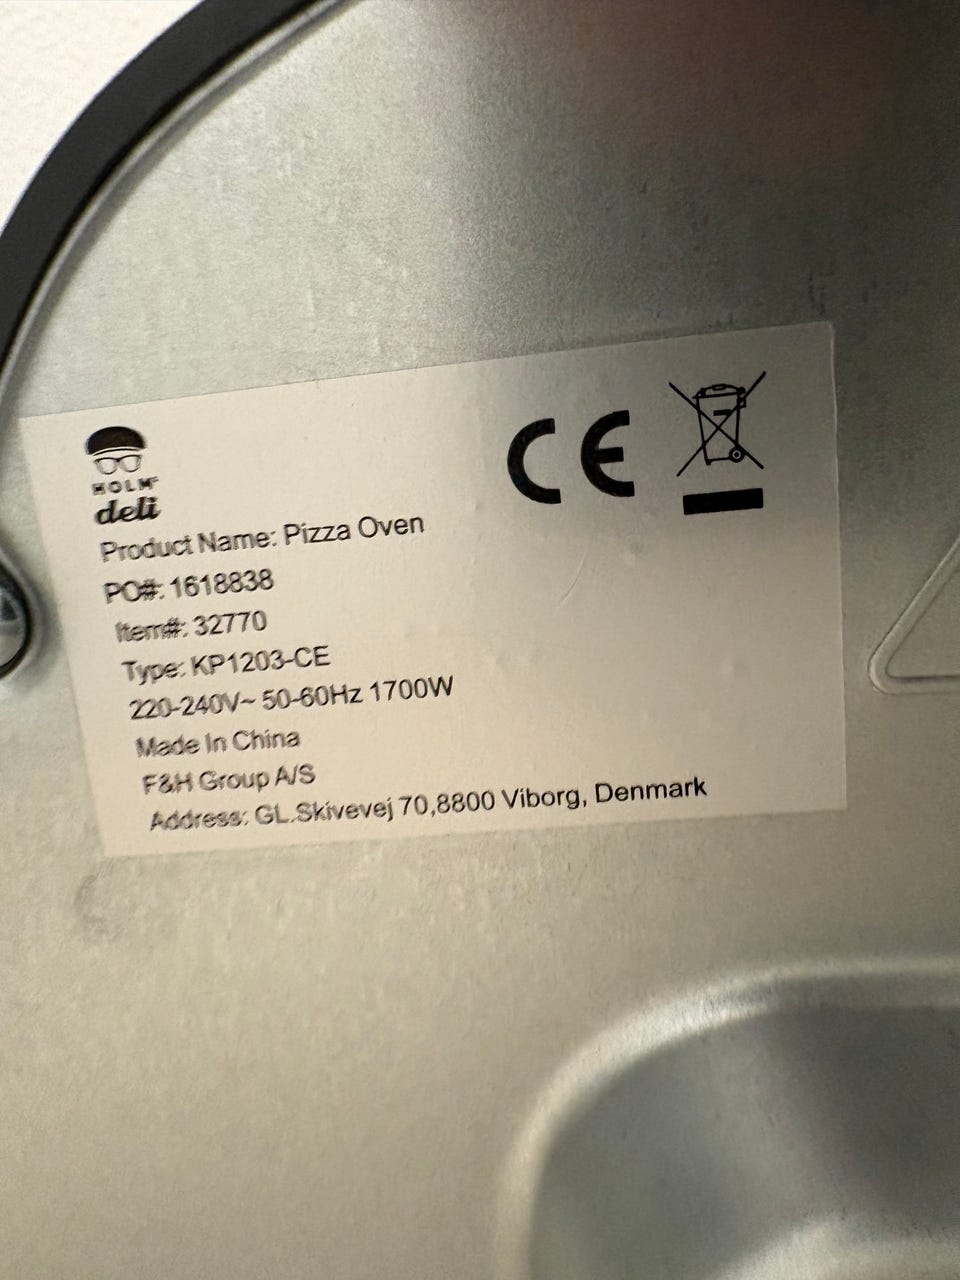 HOLM
deli
CE
Product Name: Pizza Oven
PO#: 1618838
Item#: 32770
Type: KP1203-CE
220-240V~ 50-60Hz 1700W
Made In China
F&H Group A/S
Address: GL.Skivevej 70,8800 Viborg, Denmark